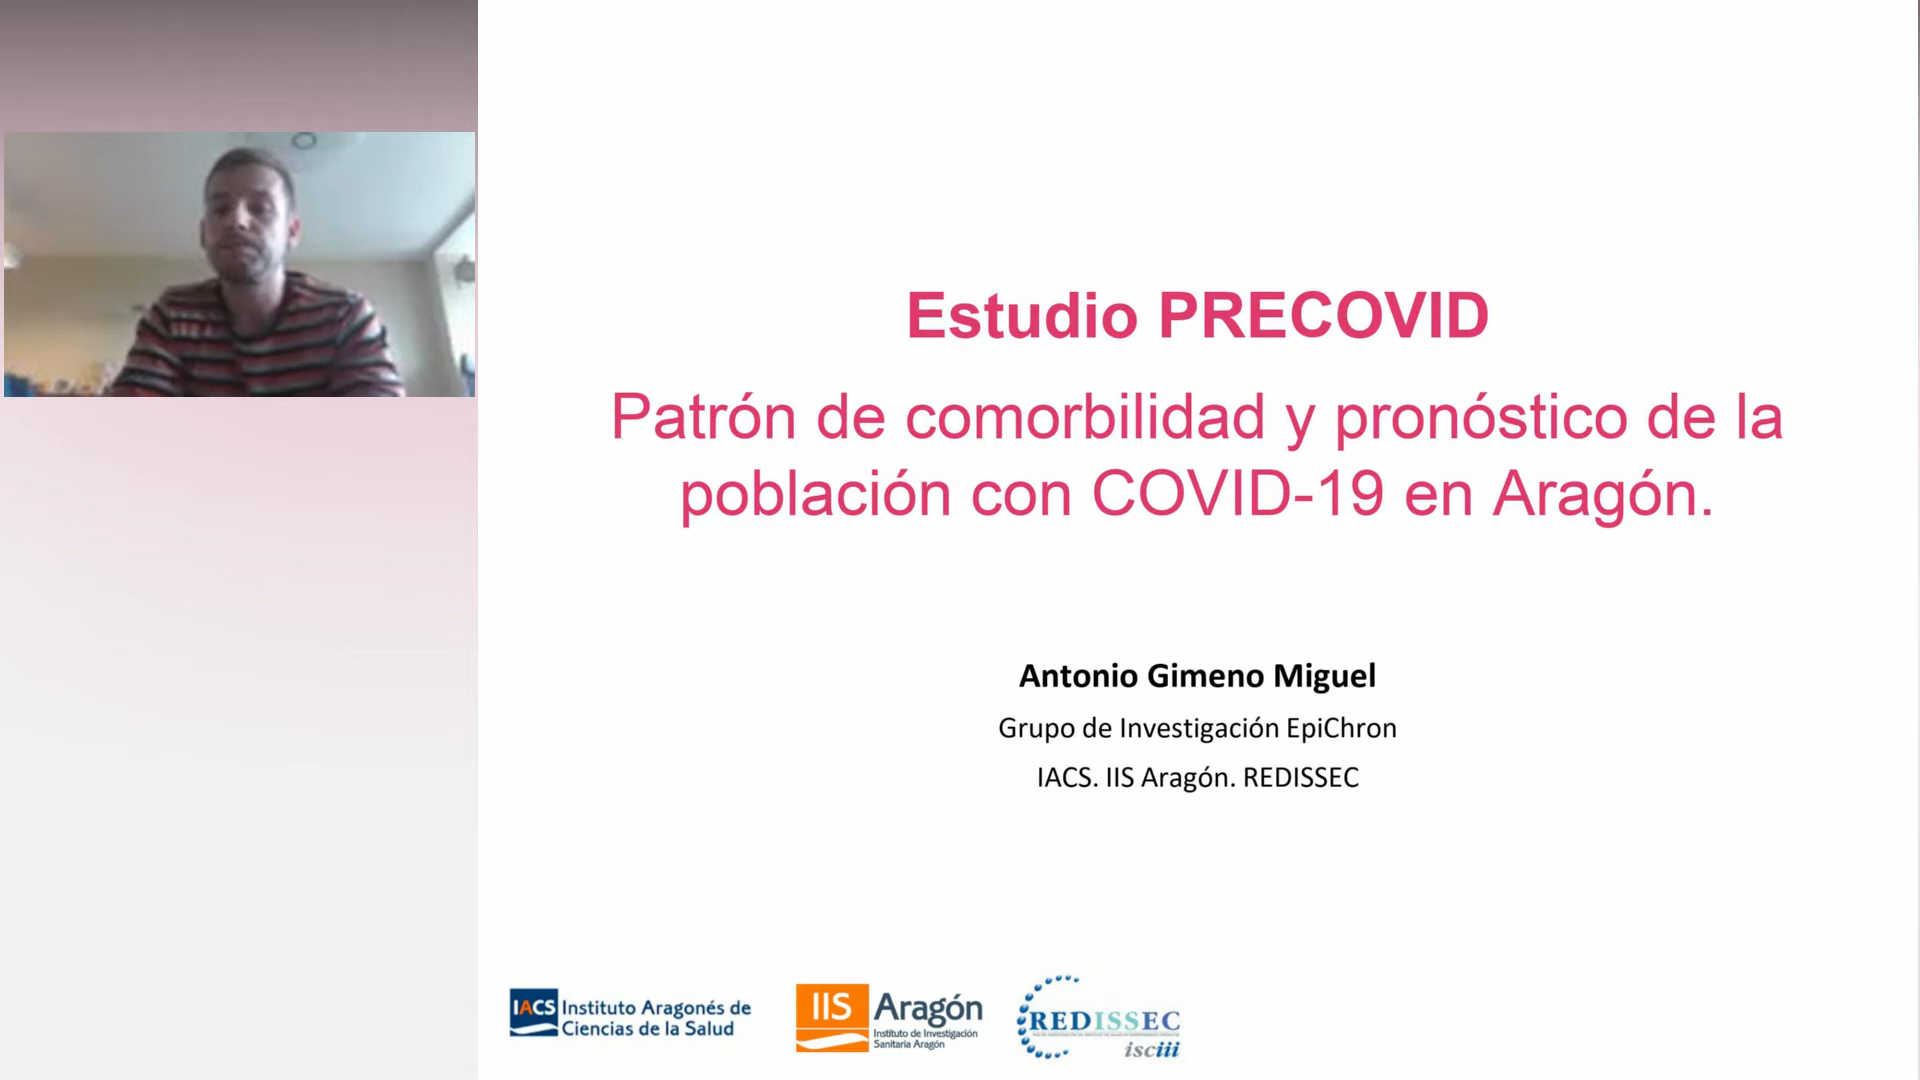 Estudio PRECOVID
Patrón de comorbilidad y pronóstico de la
población con COVID-19 en Aragón.
Antonio Gimeno Miguel
Grupo de Investigación EpiChron
IACS. IIS Aragón. REDISSEC
IACS Instituto Aragonés de
Ciencias de la Salud
IIS Aragón
Instituto de Investigación
Sanitaria Aragón
REDISSEC
isciii